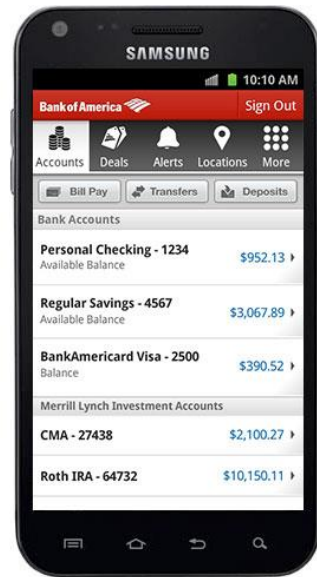 SAMSUNG
10:10 AM
Bank of America
Sign Out
Accounts Deals Alerts Locations More
Bill Pay Transfers Deposits
Bank Accounts
Personal Checking - 1234
Available Balance
$952.13
Regular Savings - 4567
Available Balance
$3,067.89
BankAmericard Visa - 2500
Balance
$390.52
Merrill Lynch Investment Accounts
CMA - 27438 $2,100.27
Roth IRA - 64732 $10,150.11